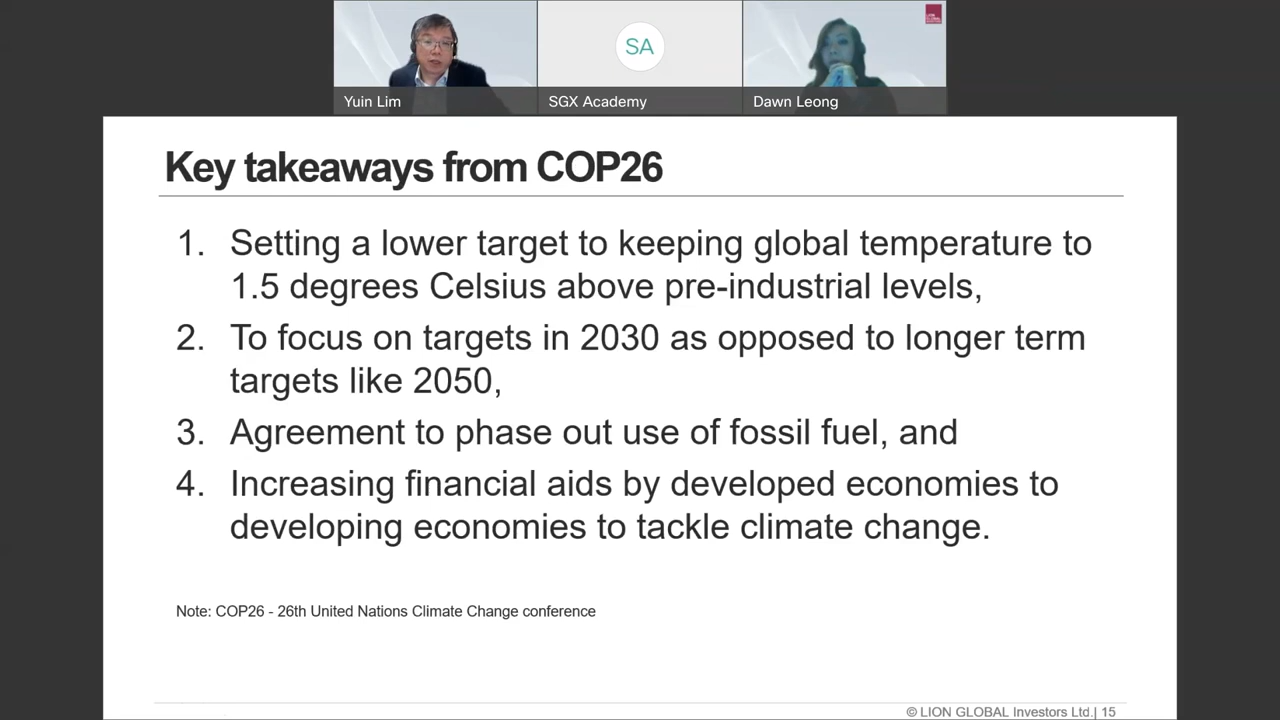 LION GLOBAL INVESTORS
SA
Yuin Lim
SGX Academy
Dawn Leong
Key takeaways from COP26
1. Setting a lower target to keeping global temperature to
1.5 degrees Celsius above pre-industrial levels,
2. To focus on targets in 2030 as opposed to longer term
targets like 2050,
3. Agreement to phase out use of fossil fuel, and
4. Increasing financial aids by developed economies to
developing economies to tackle climate change.
Note: COP26 - 26th United Nations Climate Change conference
© LION GLOBAL Investors Ltd.| 15